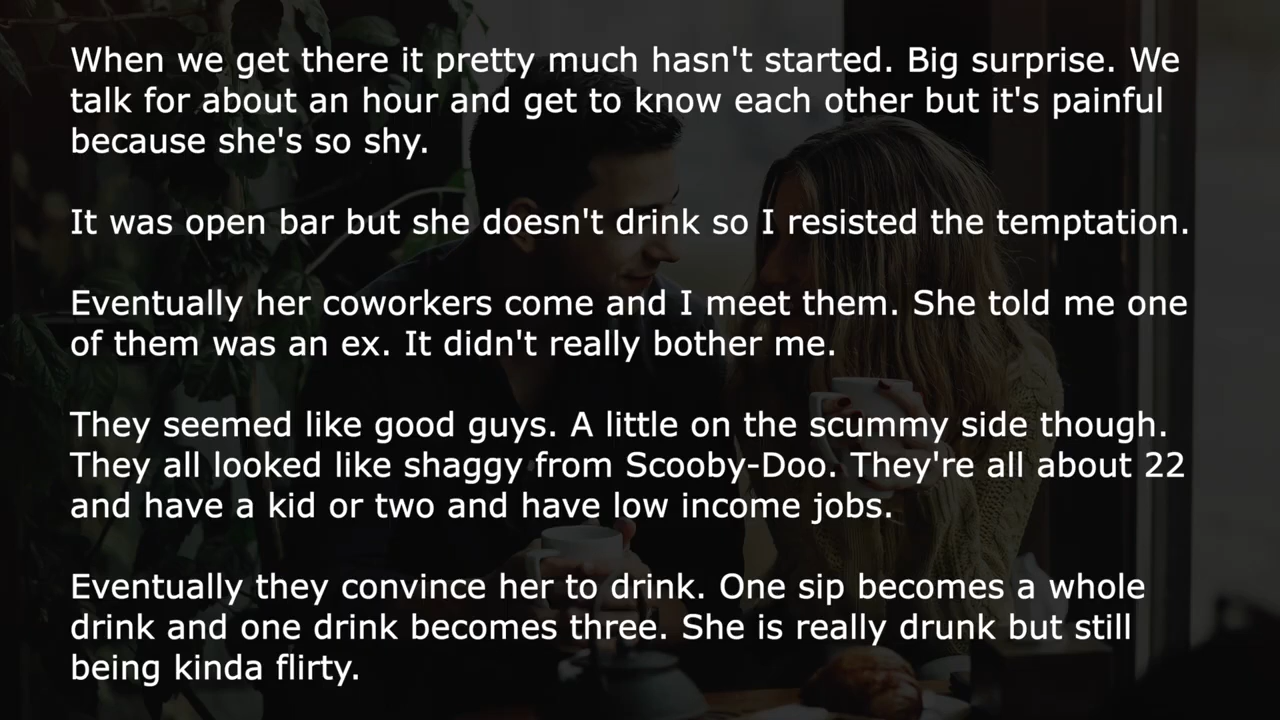 When we get there it pretty much hasn't started. Big surprise. We
talk for about an hour and get to know each other but it's painful
because she's so shy.
It was open bar but she doesn't drink so I resisted the temptation.
Eventually her coworkers come and I meet them. She told me one
of them was an ex. It didn't really bother me.
They seemed like good guys. A little on the scummy side though.
They all looked like shaggy from Scooby-Doo. They're all about 22
and have a kid or two and have low income jobs.
Eventually they convince her to drink. One sip becomes a whole
drink and one drink becomes three. She is really drunk but still
being kinda flirty.